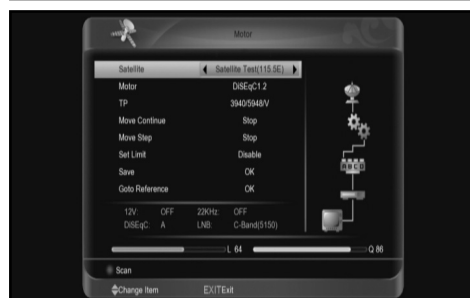 Motor
Satellite Satellite Test(115.5E)
Motor DiSEqC1.2
TP 3940/5948/V
Move Continue Stop
Move Step Stop
Set Limit Disable
Save OK
Goto Reference OK
12V: OFF 22KHz: OFF
DiSEqC: A LNB: C-Band(5150)
L 64 Q 86
Scan
Change Item EXITExit
ABCD